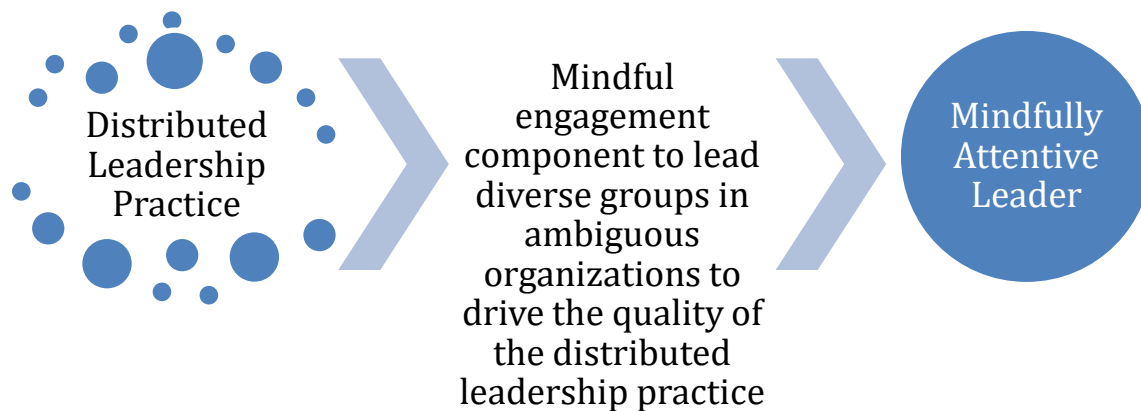 Distributed
Leadership
Practice
Mindful
engagement
component to lead
diverse groups in
ambiguous
organizations to
drive the quality of
the distributed
leadership practice
Mindfully
Attentive
Leader